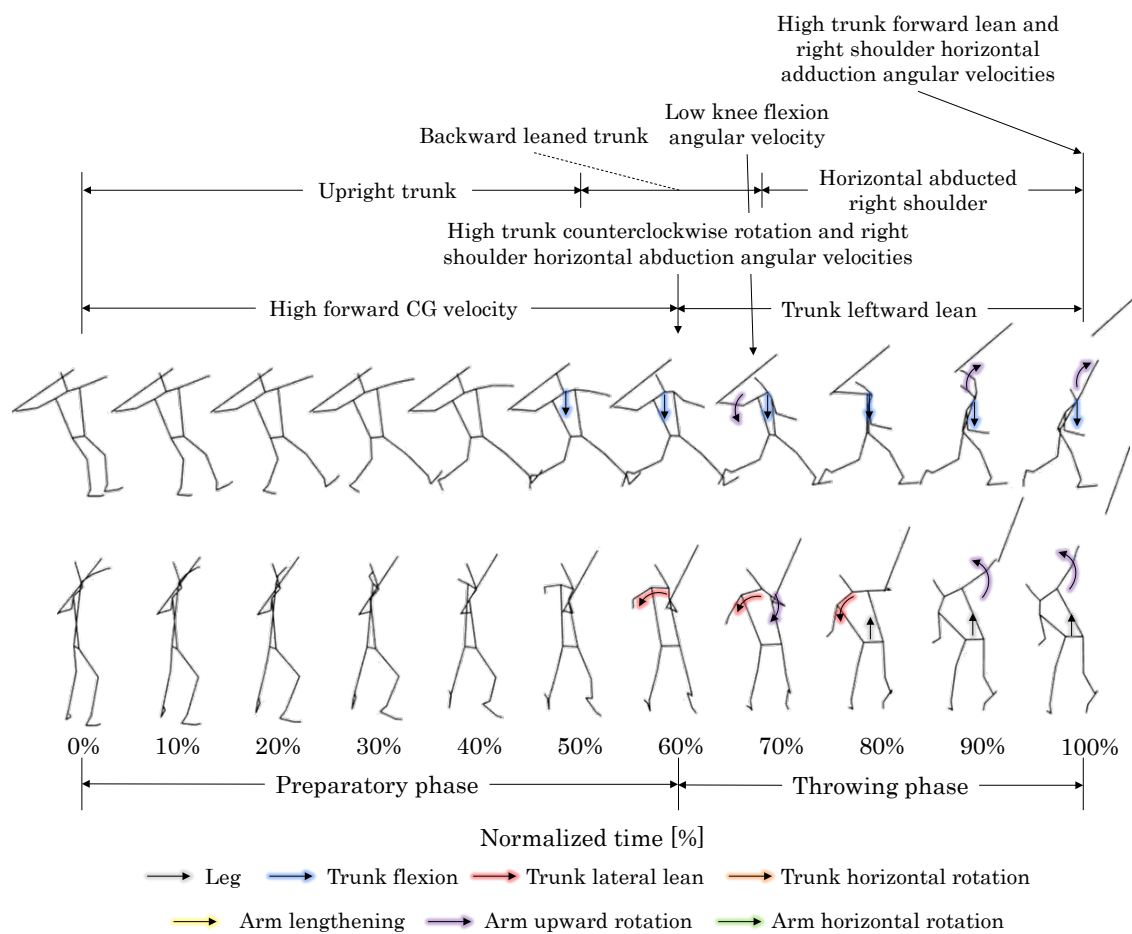 High trunk forward lean and
right shoulder horizontal
adduction angular velocities
Low knee flexion
angular velocity
Backward leaned trunk
Upright trunk
Horizontal abducted
right shoulder
High trunk counterclockwise rotation and right
shoulder horizontal abduction angular velocities
High forward CG velocity
Trunk leftward lean
0% 10% 20% 30% 40% 50% 60% 70% 80% 90% 100%
Preparatory phase
Throwing phase
Normalized time [%]
Leg Trunk flexion Trunk lateral lean Trunk horizontal rotation
Arm lengthening Arm upward rotation Arm horizontal rotation